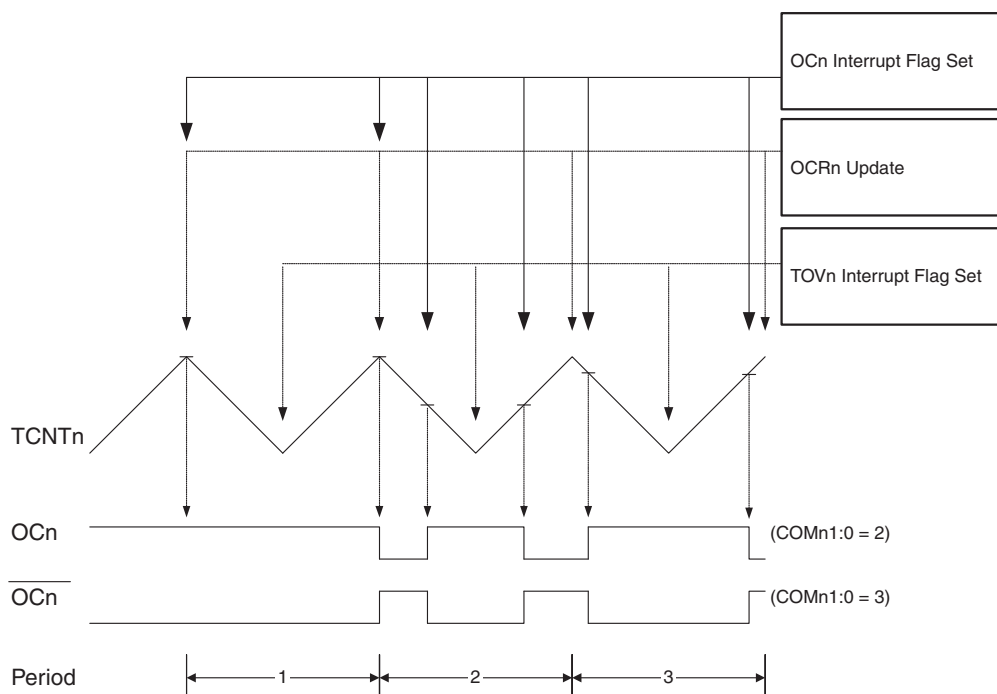 OCn Interrupt Flag Set
OCRn Update
TOVn Interrupt Flag Set
TCNTn
OCn
(COMn1:0 = 2)
OCn
(COMn1:0 = 3)
Period
1
2
3